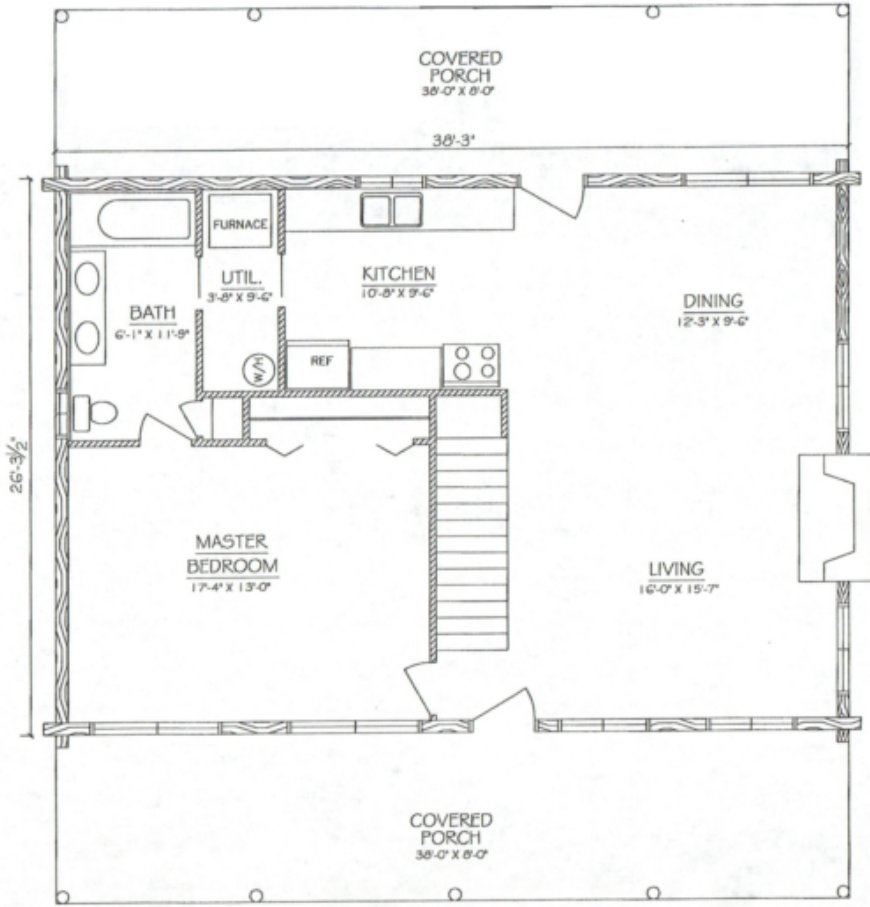 COVERED
PORCH
38'-0" X 8'-0"
38'-3"
FURNACE
UTIL.
3'-8" X 9'-6"
KITCHEN
10'-8" X 9'-6"
BATH
6'-1" X 11'-9"
DINING
12'-3" X 9'-6"
REF
W/H
26'-3½"
MASTER
BEDROOM
17'-4" X 13'-0"
LIVING
16'-0" X 15'-7"
COVERED
PORCH
38'-0" X 8'-0"